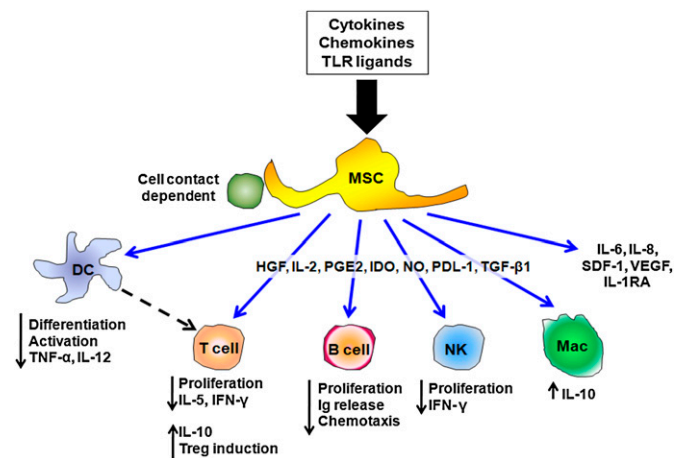 Cytokines
Chemokines
TLR ligands
MSC
Cell contact
dependent
IL-6, IL-8,
SDF-1, VEGF,
IL-1RA
HGF, IL-2, PGE2, IDO, NO, PDL-1, TGF-β1
DC
Differentiation
Activation
TNF-α, IL-12
T cell
Proliferation
IL-5, IFN-γ
IL-10
Treg induction
B cell
Proliferation
Ig release
Chemotaxis
NK
Proliferation
IFN-γ
Mac
IL-10